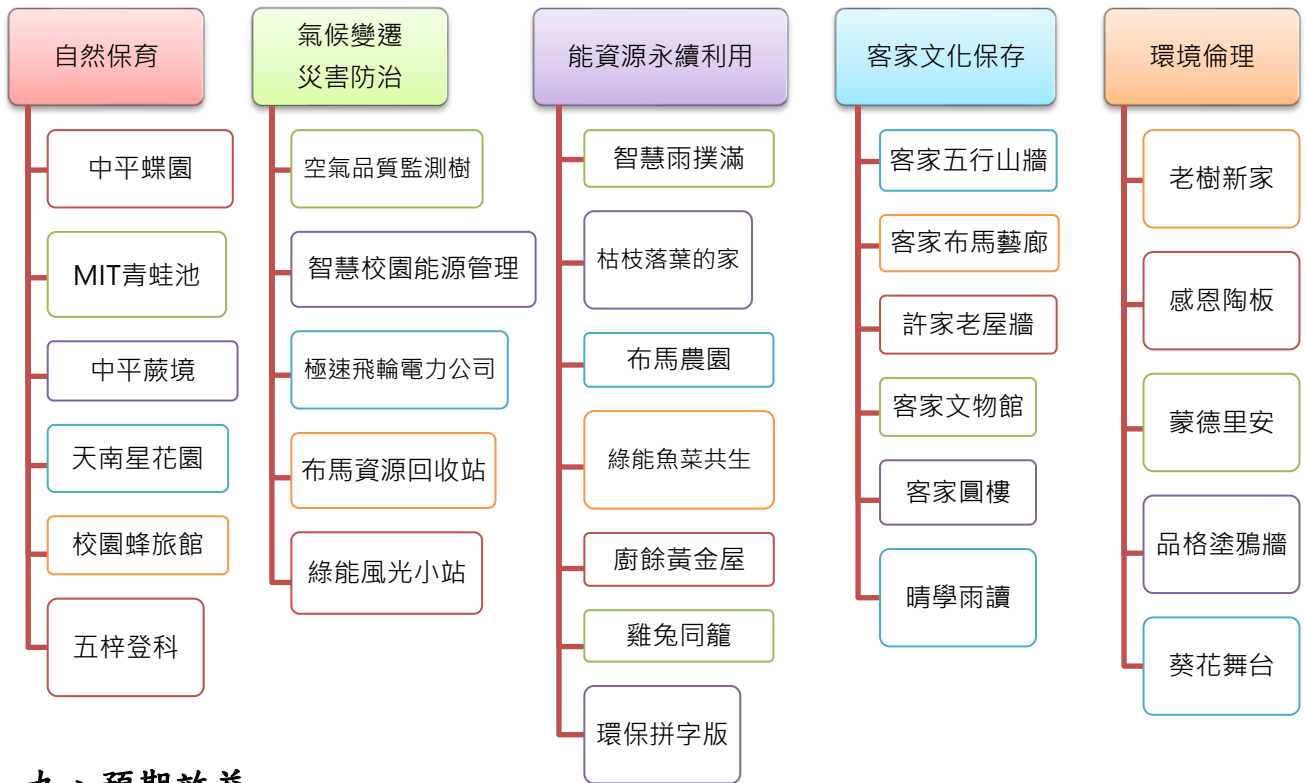 自然保育
中平蝶園
MIT青蛙池
中平蕨境
天南星花園
校園蜂旅館
五梓登科
氣候變遷
災害防治
空氣品質監測樹
智慧校園能源管理
極速飛輪電力公司
布馬資源回收站
綠能風光小站
能資源永續利用
智慧雨撲滿
枯枝落葉的家
布馬農園
綠能魚菜共生
廚餘黃金屋
雞兔同籠
環保拼字版
客家文化保存
客家五行山牆
客家布馬藝廊
許家老屋牆
客家文物館
客家圓樓
晴學雨讀
環境倫理
老樹新家
感恩陶板
蒙德里安
品格塗鴉牆
葵花舞台
九、預期效益